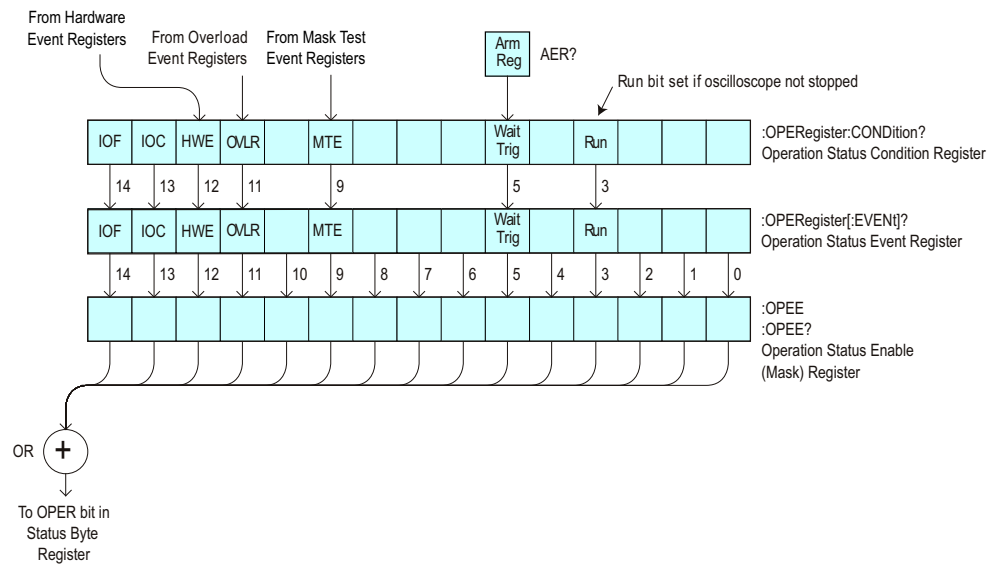 From Hardware
Event Registers
From Overload
Event Registers
From Mask Test
Event Registers
Arm
Reg
AER?
Run bit set if oscilloscope not stopped
IOF
IOC
HWE
OVLR
MTE
Wait
Trig
Run
:OPERegister:CONDition?
Operation Status Condition Register
14
13
12
11
9
5
3
IOF
IOC
HWE
OVLR
MTE
Wait
Trig
Run
:OPERegister[:EVENt]?
Operation Status Event Register
14
13
12
11
10
9
8
7
6
5
4
3
2
1
0
:OPEE
:OPEE?
Operation Status Enable
(Mask) Register
OR
+
To OPER bit in
Status Byte
Register